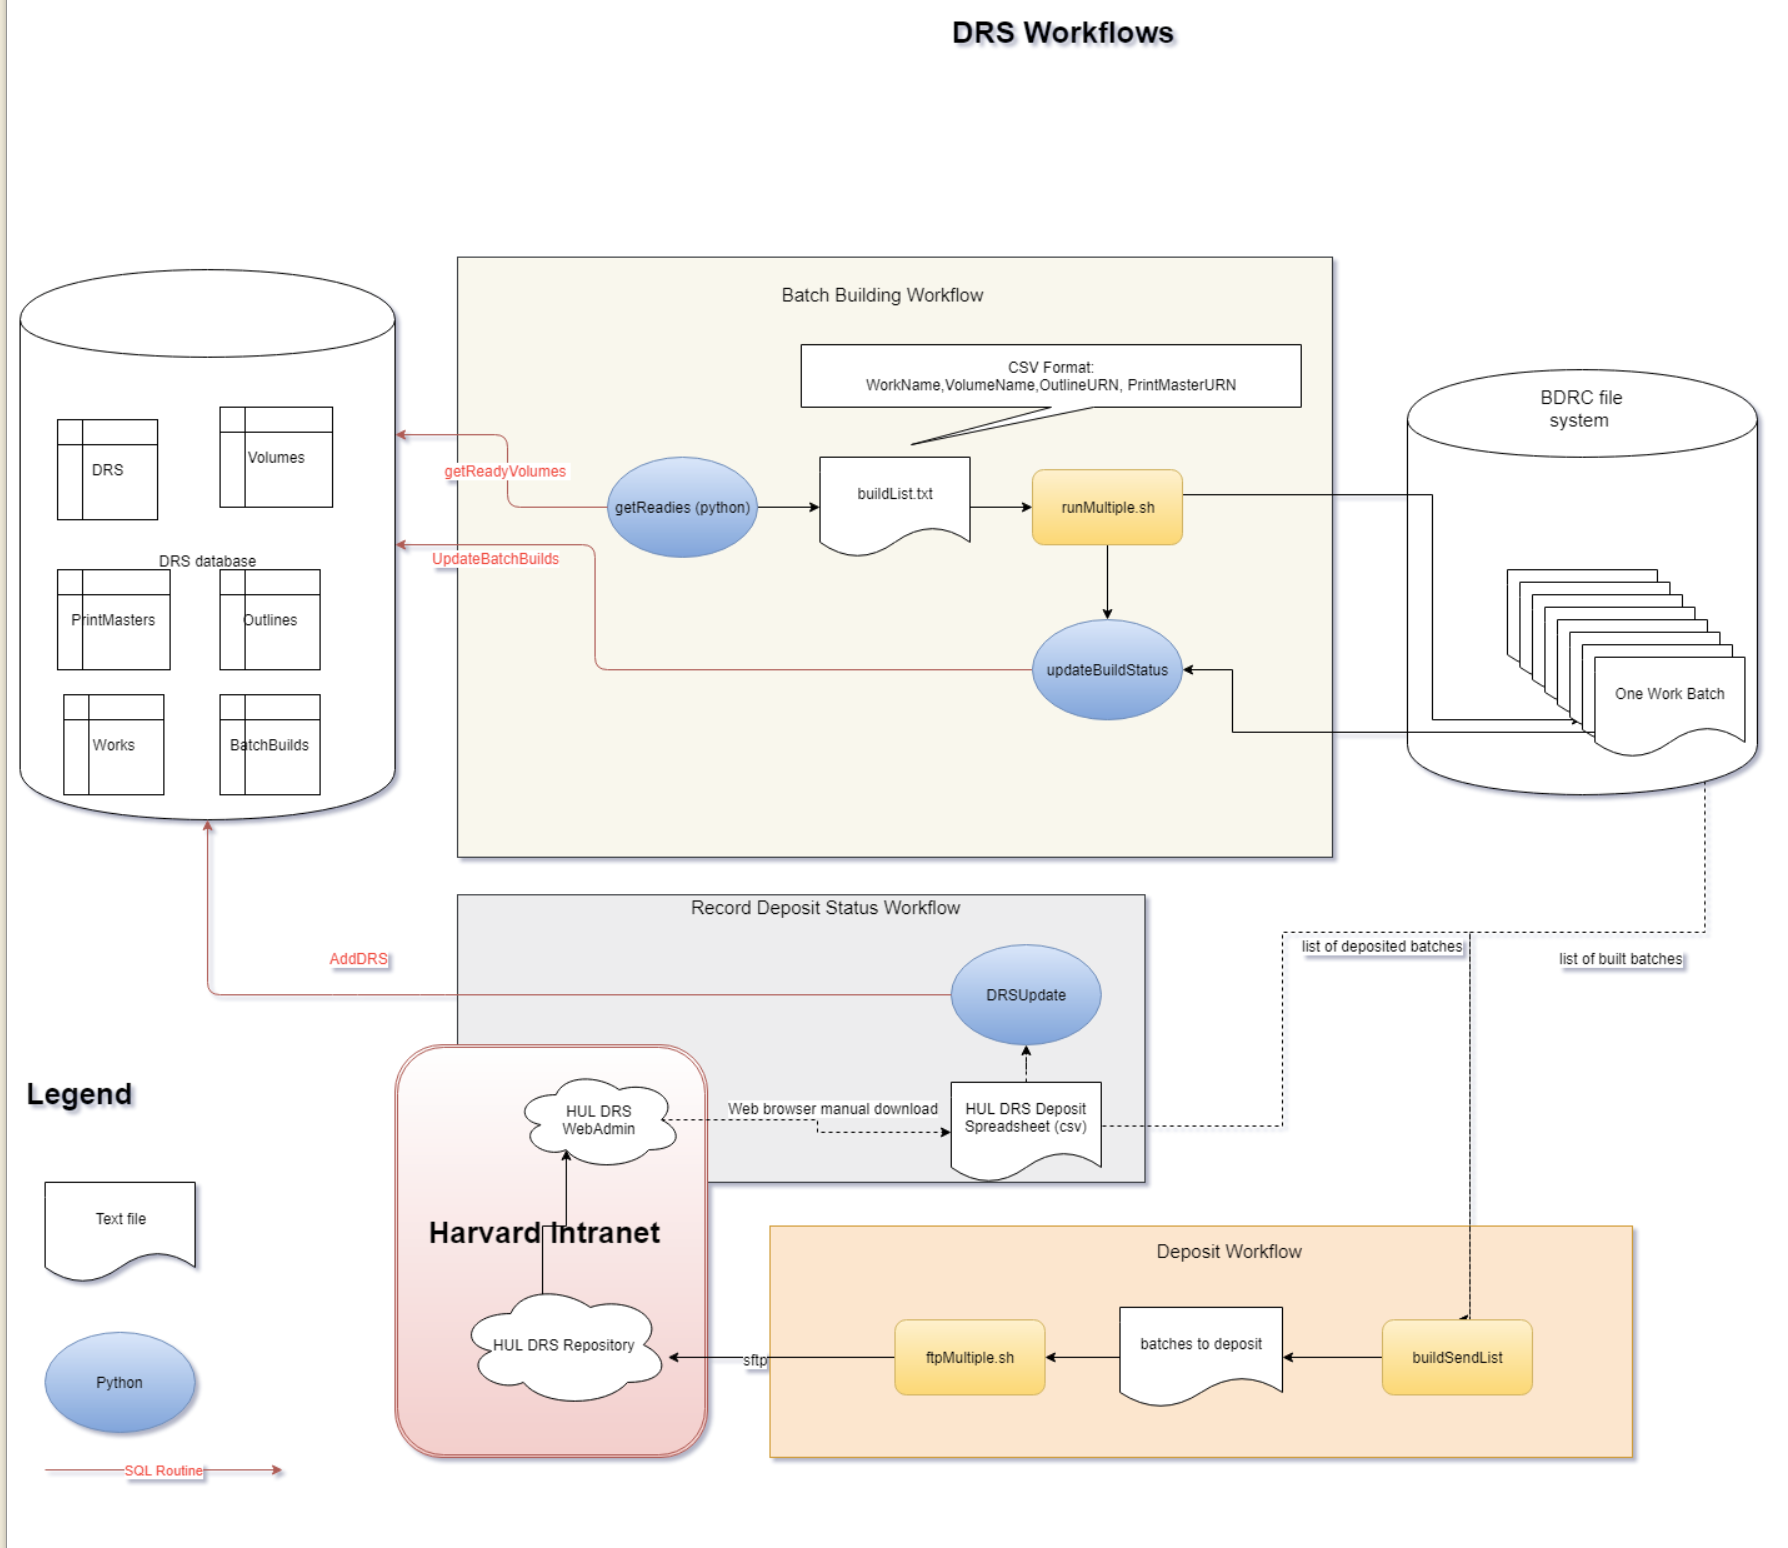 DRS Workflows
Batch Building Workflow
CSV Format:
WorkName,VolumeName,OutlineURN, PrintMasterURN
BDRC file
system
DRS
Volumes
getReadyVolumes
getReadies (python)
buildList.txt
runMultiple.sh
DRS database
UpdateBatchBuilds
PrintMasters
Outlines
updateBuildStatus
One Work Batch
Works
BatchBuilds
Record Deposit Status Workflow
list of deposited batches
list of built batches
AddDRS
DRSUpdate
Legend
HUL DRS
WebAdmin
Web browser manual download
HUL DRS Deposit
Spreadsheet (csv)
Text file
Harvard Intranet
Deposit Workflow
HUL DRS Repository
sftp
ftpMultiple.sh
batches to deposit
buildSendList
Python
SQL Routine